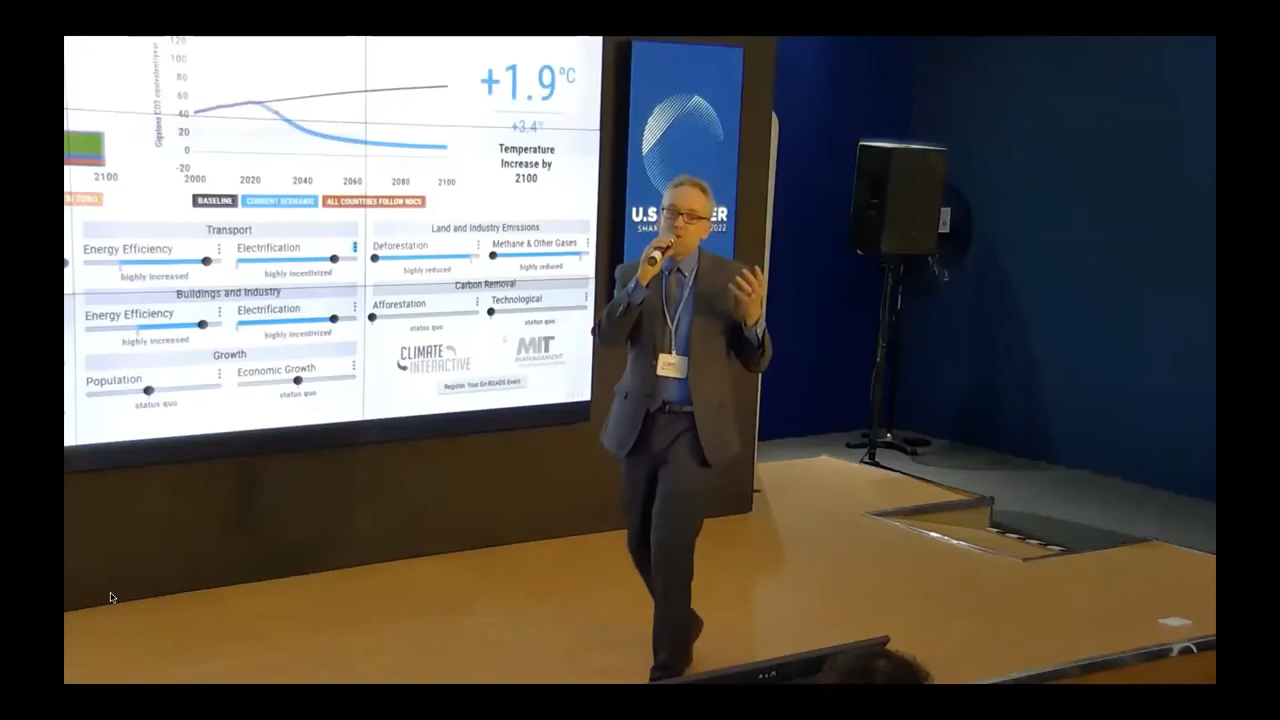 120
100
80
60
40
20
0
-20
Gigatons CO2 equivalent/year
2000 2020 2040 2060 2080 2100
2100
+1.9°C
+3.4°
Temperature
Increase by
2100
BASELINE CURRENT SCENARIO ALL COUNTRIES FOLLOW NDCS
Transport
Energy Efficiency
highly increased
Electrification
highly incentivized
Land and Industry Emissions
Deforestation
highly reduced
Methane & Other Gases
highly reduced
Buildings and Industry
Energy Efficiency
highly increased
Electrification
highly incentivized
Carbon Removal
Afforestation
status quo
Technological
status quo
Growth
Population
status quo
Economic Growth
status quo
CLIMATE
INTERACTIVE
MIT
MANAGEMENT
Register Your En-ROADS Event
U.S.